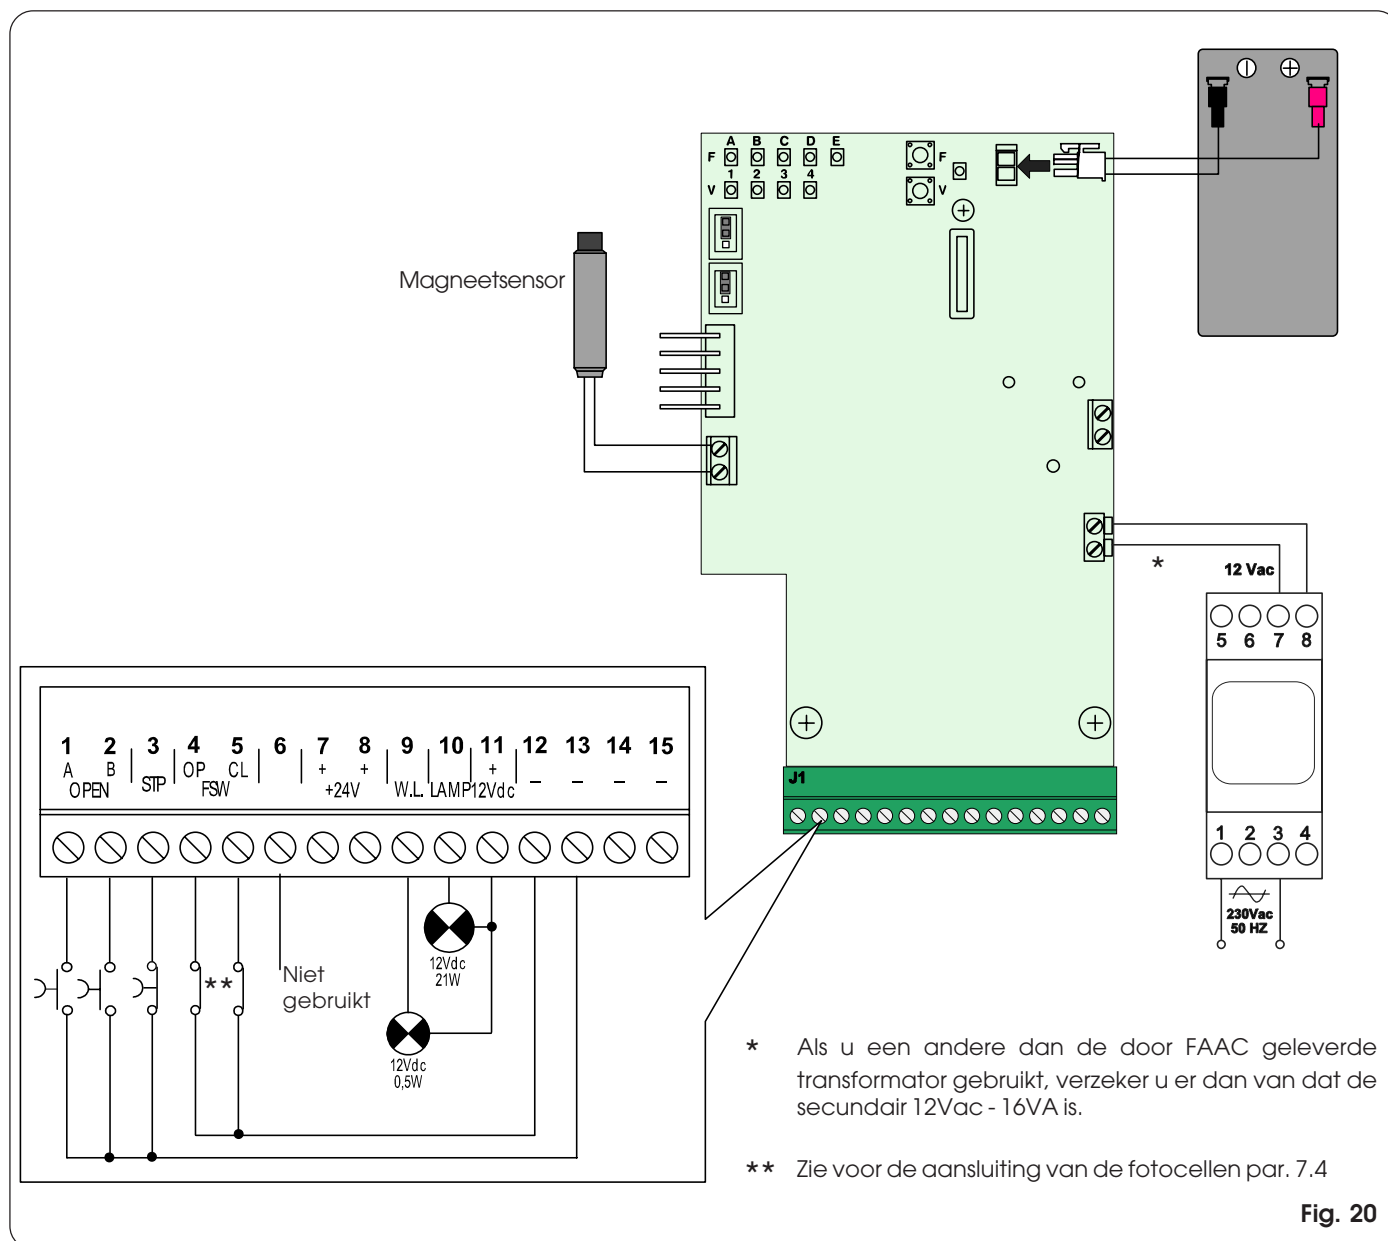 A B C D E
F
F
1 2 3 4
V
V
Magneetsensor
*
12 Vac
5 6 7 8
1 2 3 4
230Vac
50 HZ
J1
1 2 3 4 5 6 7 8 9 10 11 12 13 14 15
A B STP OP CL + + W.L. LAMP + – – – –
OPEN FSW +24V 12Vdc
**
Niet
gebruikt
12Vdc
21W
12Vdc
0,5W
* Als u een andere dan de door FAAC geleverde
transformator gebruikt, verzeker u er dan van dat de
secundair 12Vac - 16VA is.
** Zie voor de aansluiting van de fotocellen par. 7.4
Fig. 20